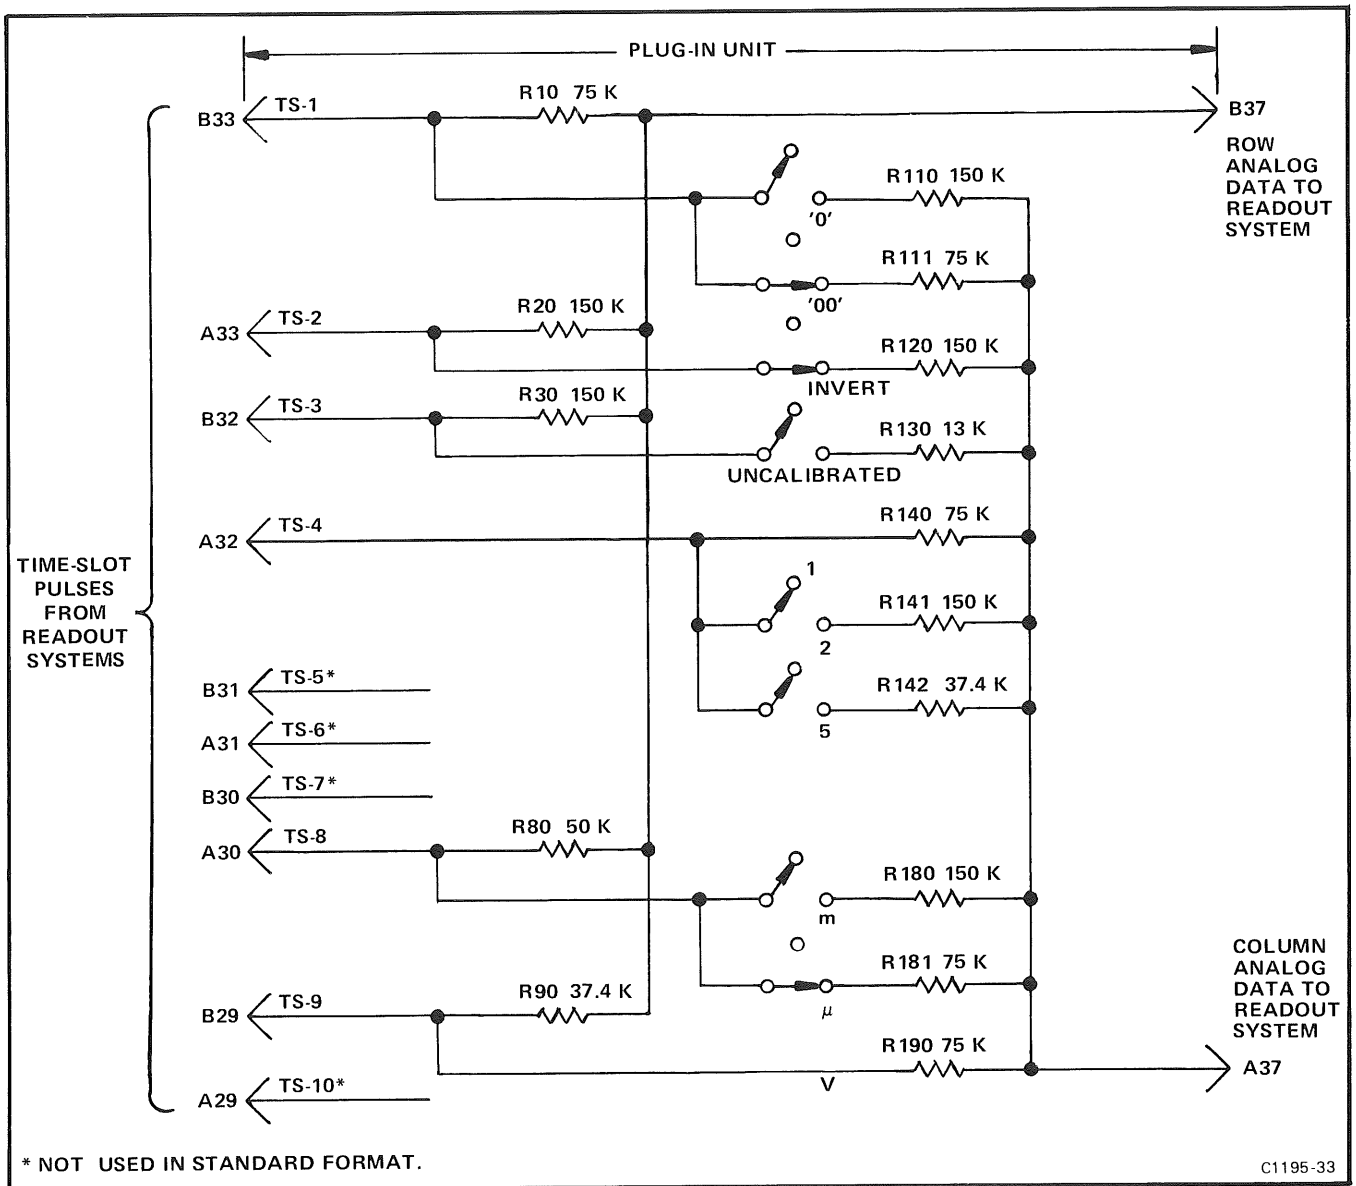 PLUG-IN UNIT
R10 75 K
B33
TS-1
B37
ROW
ANALOG
DATA TO
READOUT
SYSTEM
R110 150 K
'0'
R111 75 K
'00'
A33
TS-2
R20 150 K
R120 150 K
INVERT
B32
TS-3
R30 150 K
R130 13 K
UNCALIBRATED
A32
TS-4
R140 75 K
TIME-SLOT
PULSES
FROM
READOUT
SYSTEMS
1
R141 150 K
2
B31
TS-5*
R142 37.4 K
5
A31
TS-6*
B30
TS-7*
A30
TS-8
R80 50 K
R180 150 K
m
R181 75 K
μ
B29
TS-9
R90 37.4 K
R190 75 K
V
COLUMN
ANALOG
DATA TO
READOUT
SYSTEM
A37
A29
TS-10*
* NOT USED IN STANDARD FORMAT.
C1195-33